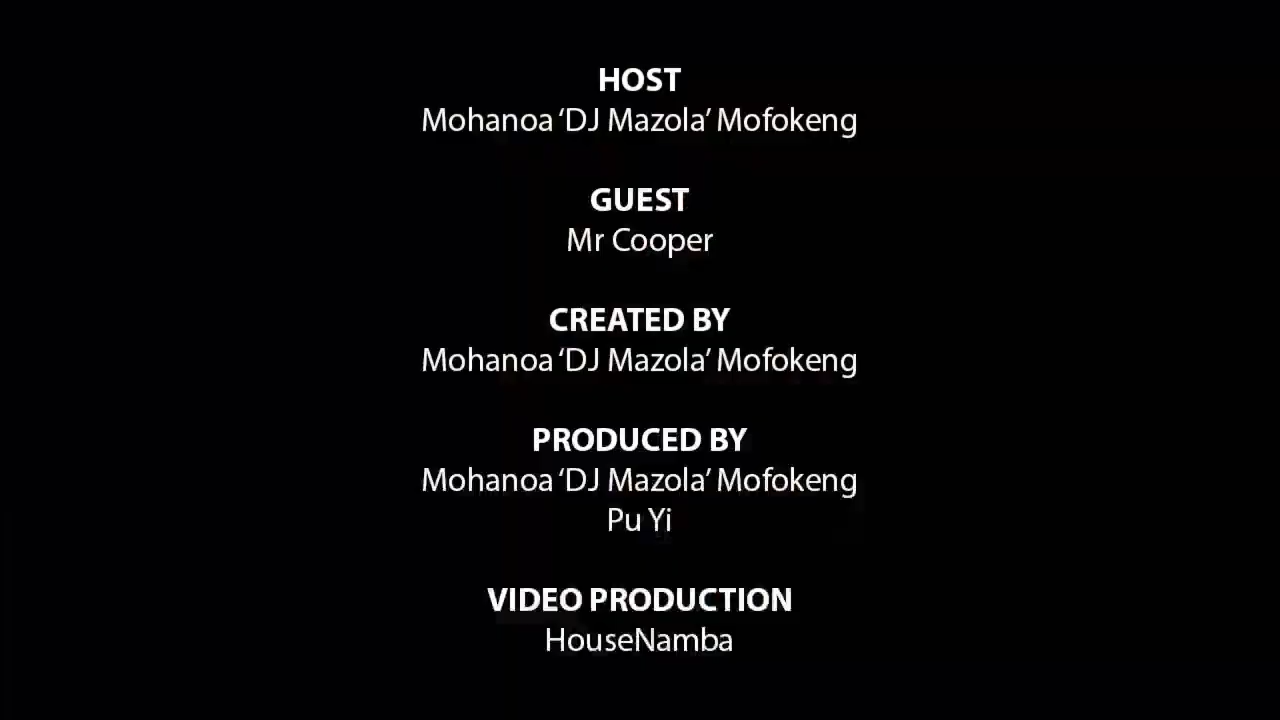 HOST
Mohanoa ‘DJ Mazola’ Mofokeng
GUEST
Mr Cooper
CREATED BY
Mohanoa ‘DJ Mazola’ Mofokeng
PRODUCED BY
Mohanoa ‘DJ Mazola’ Mofokeng
Pu Yi
VIDEO PRODUCTION
HouseNamba